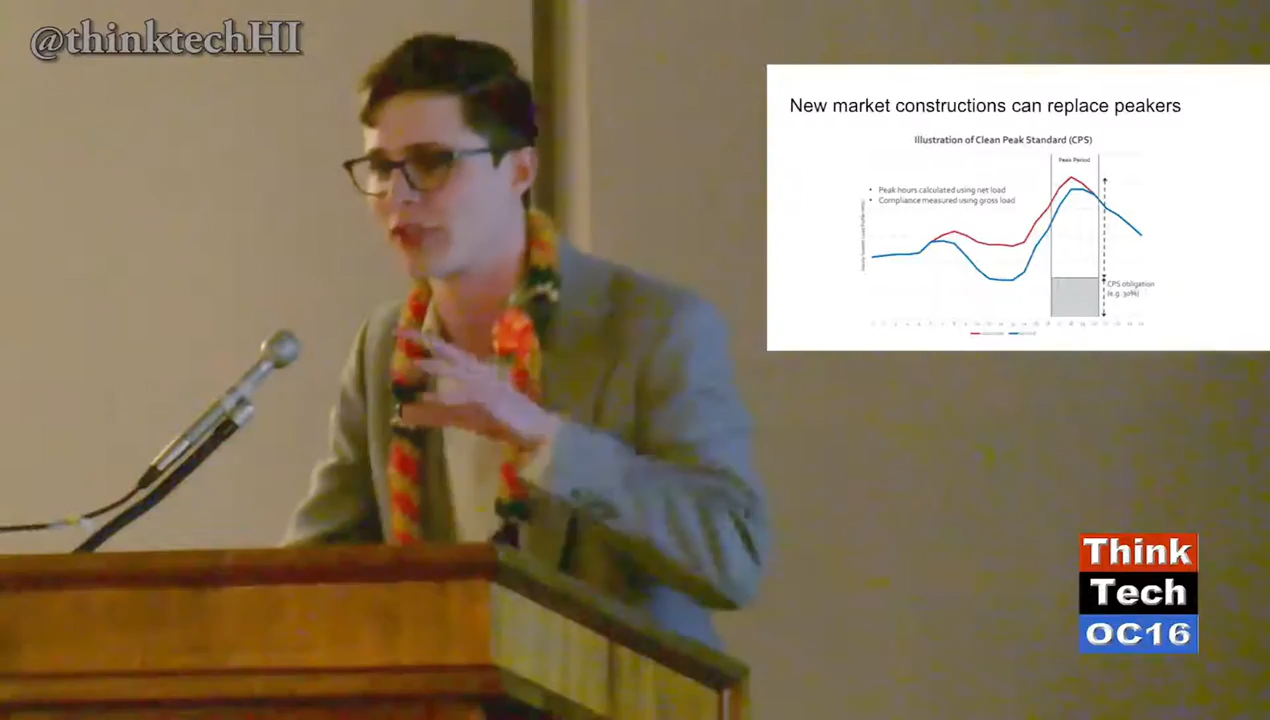 @thinktechHI
New market constructions can replace peakers
Illustration of Clean Peak Standard (CPS)
Peak Period
• Peak hours calculated using net load
• Compliance measured using gross load
CPS obligation
(e.g. 30%)
Think
Tech
OC16